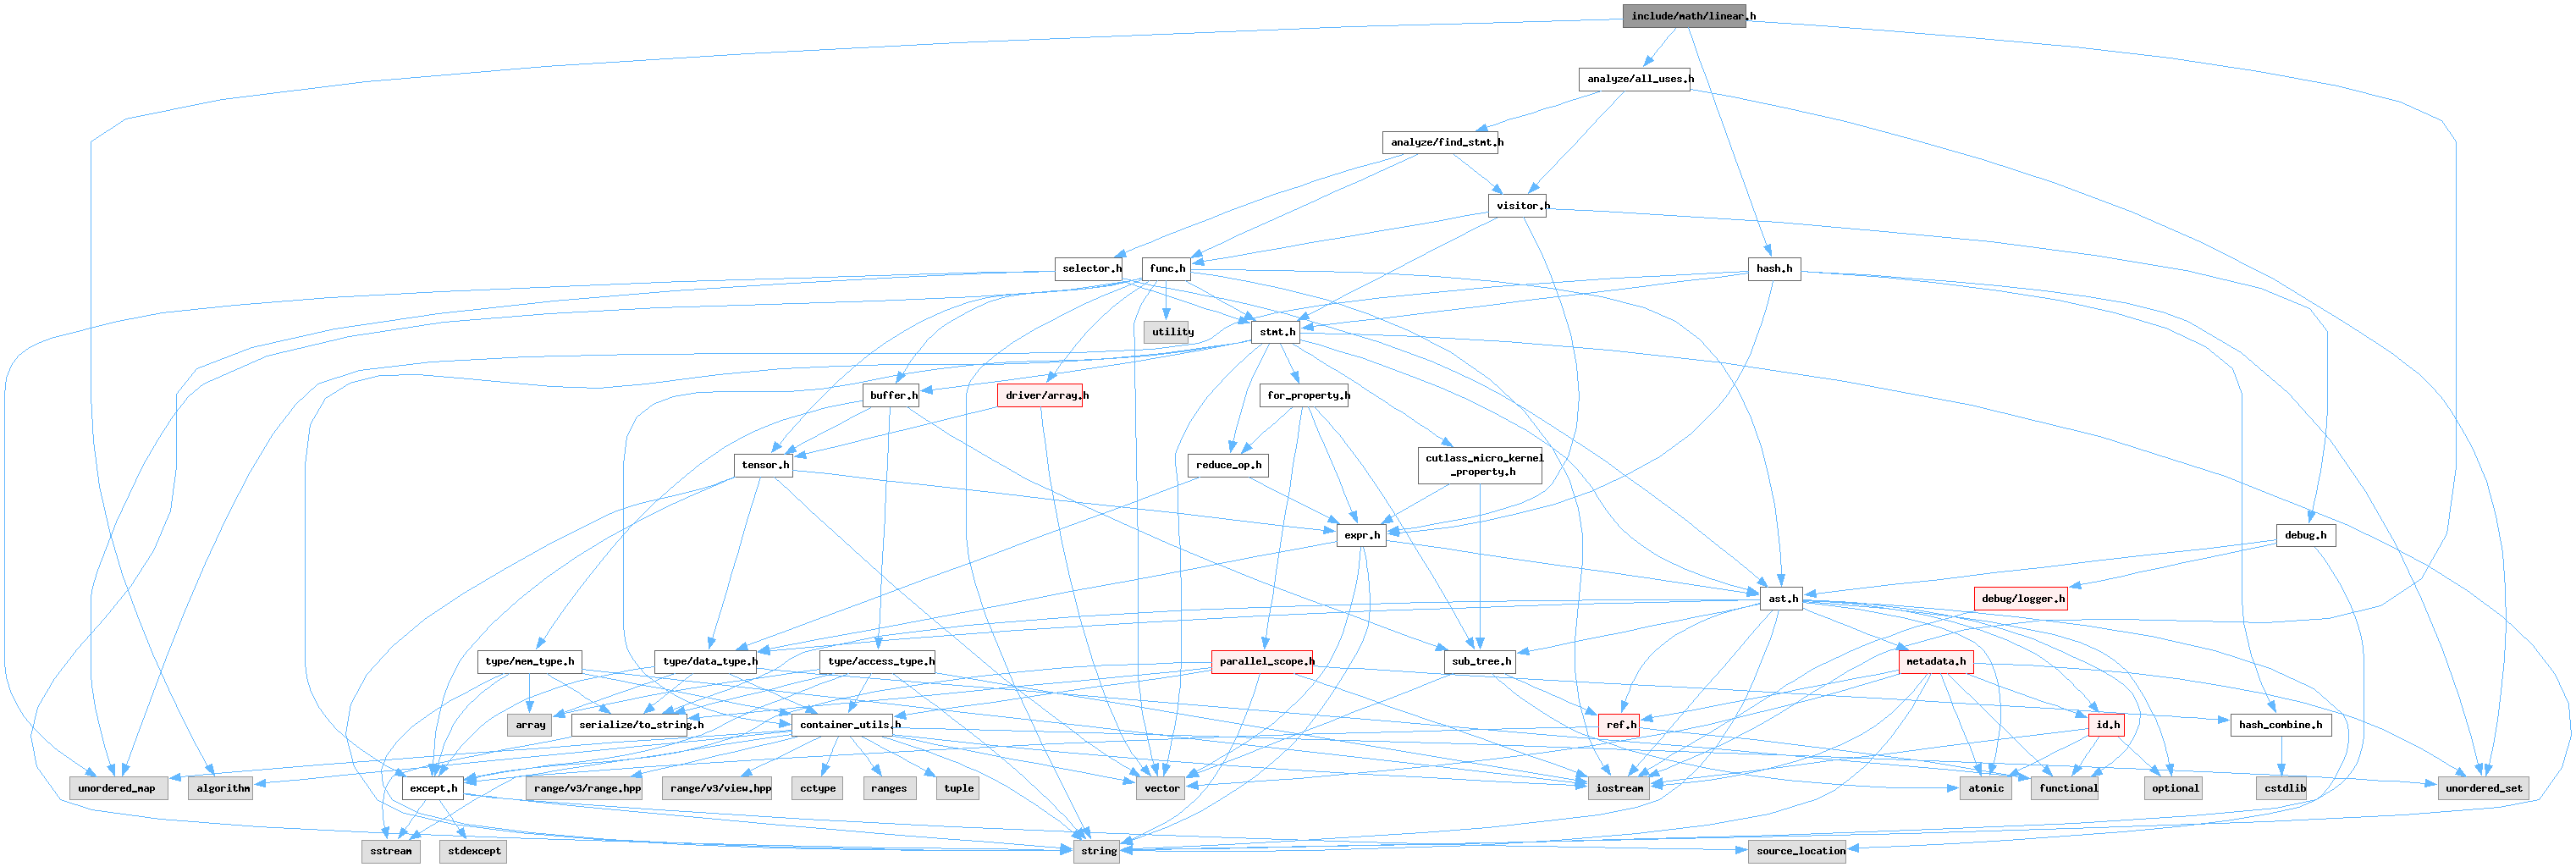 include/math/linear.h
analyze/all_uses.h
analyze/find_stmt.h
visitor.h
selector.h
func.h
hash.h
utility
stmt.h
buffer.h
driver/array.h
for_property.h
tensor.h
reduce_op.h
cutlass_micro_kernel
_property.h
expr.h
debug.h
ast.h
debug/logger.h
type/mem_type.h
type/data_type.h
type/access_type.h
parallel_scope.h
sub_tree.h
metadata.h
array
serialize/to_string.h
container_utils.h
ref.h
id.h
hash_combine.h
unordered_map
algorithm
except.h
range/v3/range.hpp
range/v3/view.hpp
cctype
ranges
tuple
vector
iostream
atomic
functional
optional
cstdlib
unordered_set
sstream
stdexcept
string
source_location